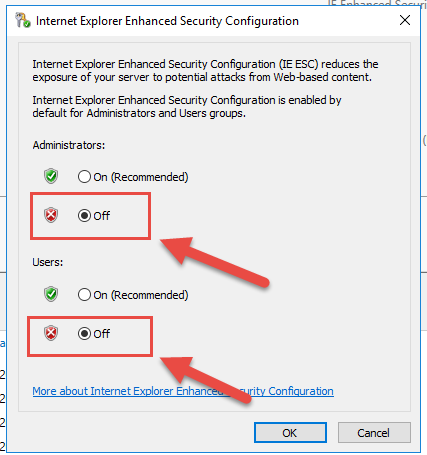 IE Enhanced Securi
Internet Explorer Enhanced Security Configuration
Internet Explorer Enhanced Security Configuration (IE ESC) reduces the
exposure of your server to potential attacks from Web-based content.
Internet Explorer Enhanced Security Configuration is enabled by
default for Administrators and Users groups.
Administrators:
On (Recommended)
Off
Users:
On (Recommended)
Off
More about Internet Explorer Enhanced Security Configuration
OK Cancel